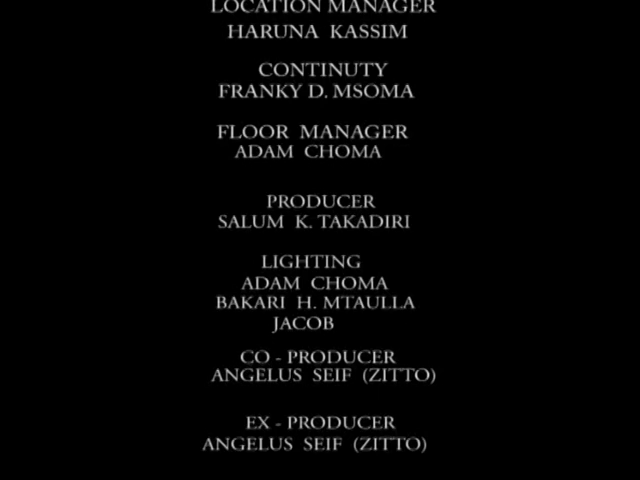 LOCATION MANAGER
HARUNA KASSIM
CONTINUTY
FRANKY D. MSOMA
FLOOR MANAGER
ADAM CHOMA
PRODUCER
SALUM K. TAKADIRI
LIGHTING
ADAM CHOMA
BAKARI H. MTAULLA
JACOB
CO - PRODUCER
ANGELUS SEIF (ZITTO)
EX - PRODUCER
ANGELUS SEIF (ZITTO)